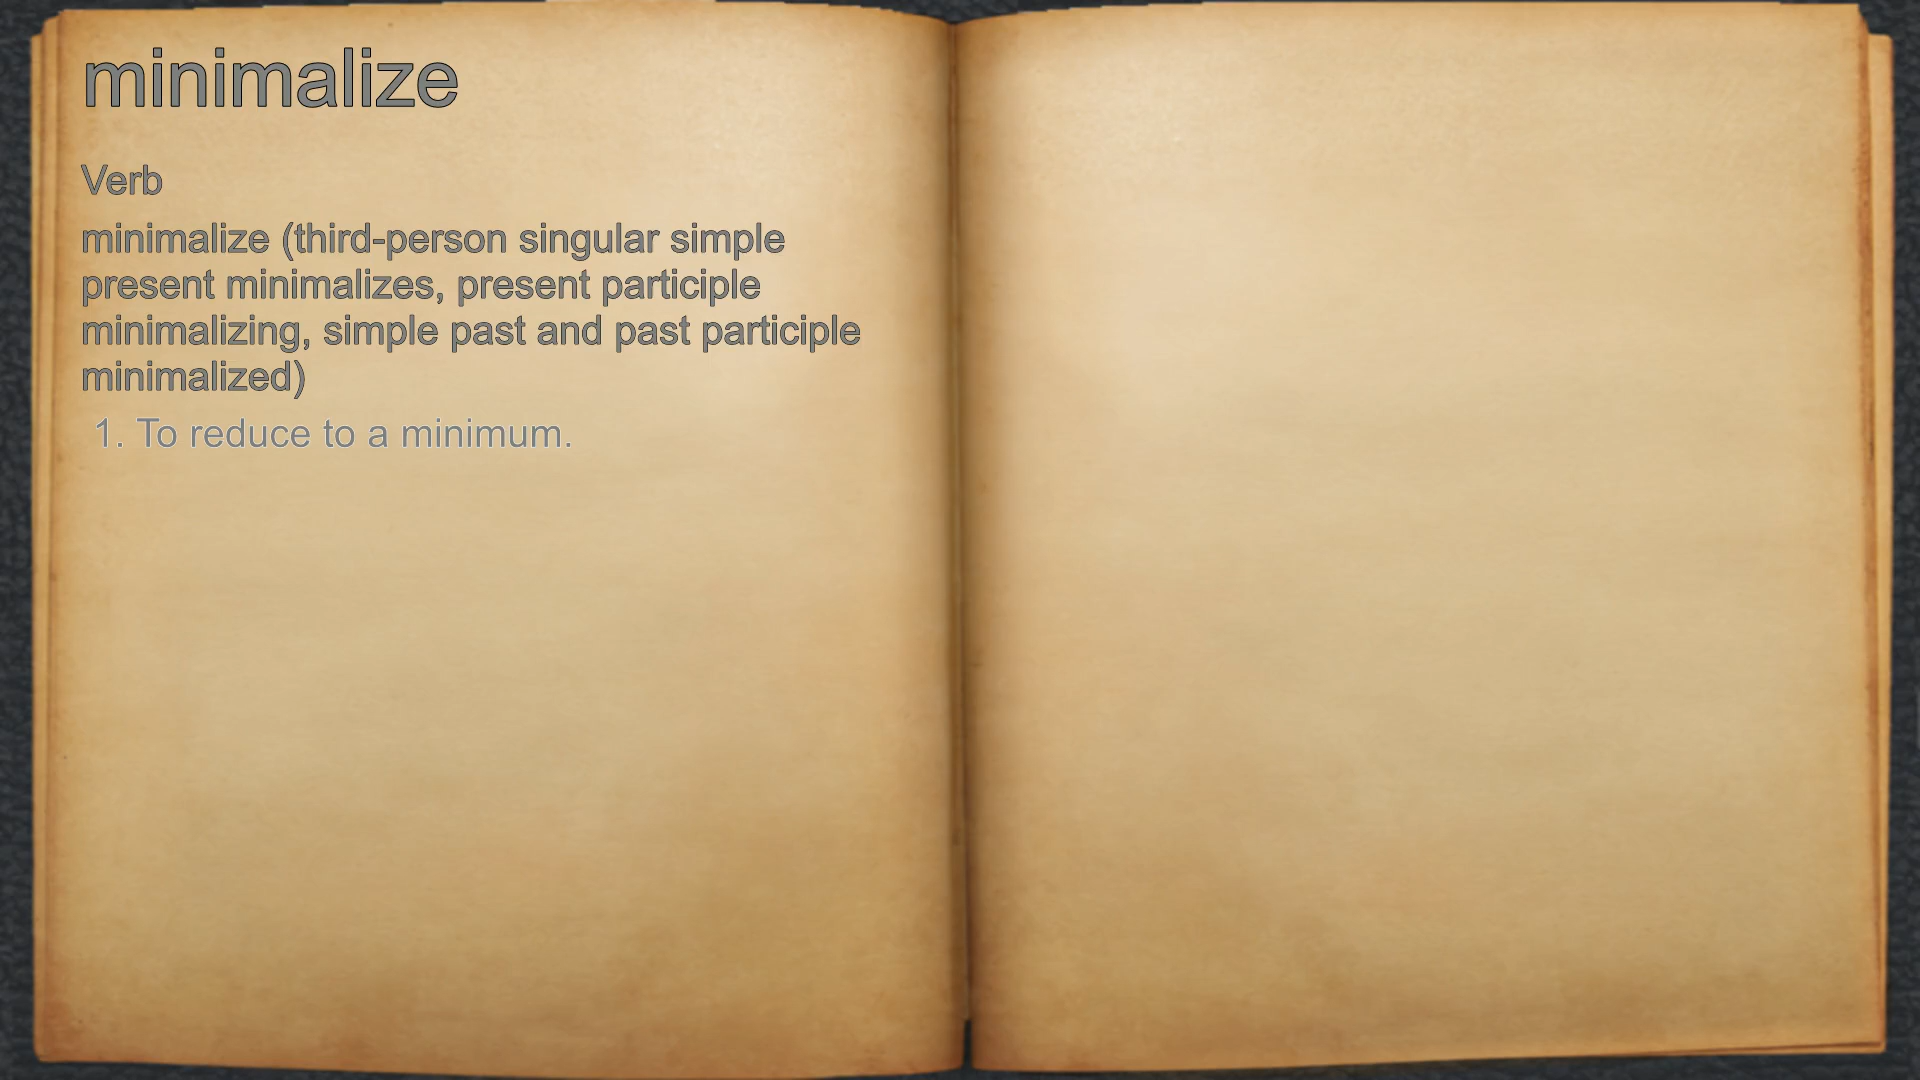 minimalize
Verb
minimalize (third-person singular simple
present minimalizes, present participle
minimalizing, simple past and past participle
minimalized)
1. To reduce to a minimum.